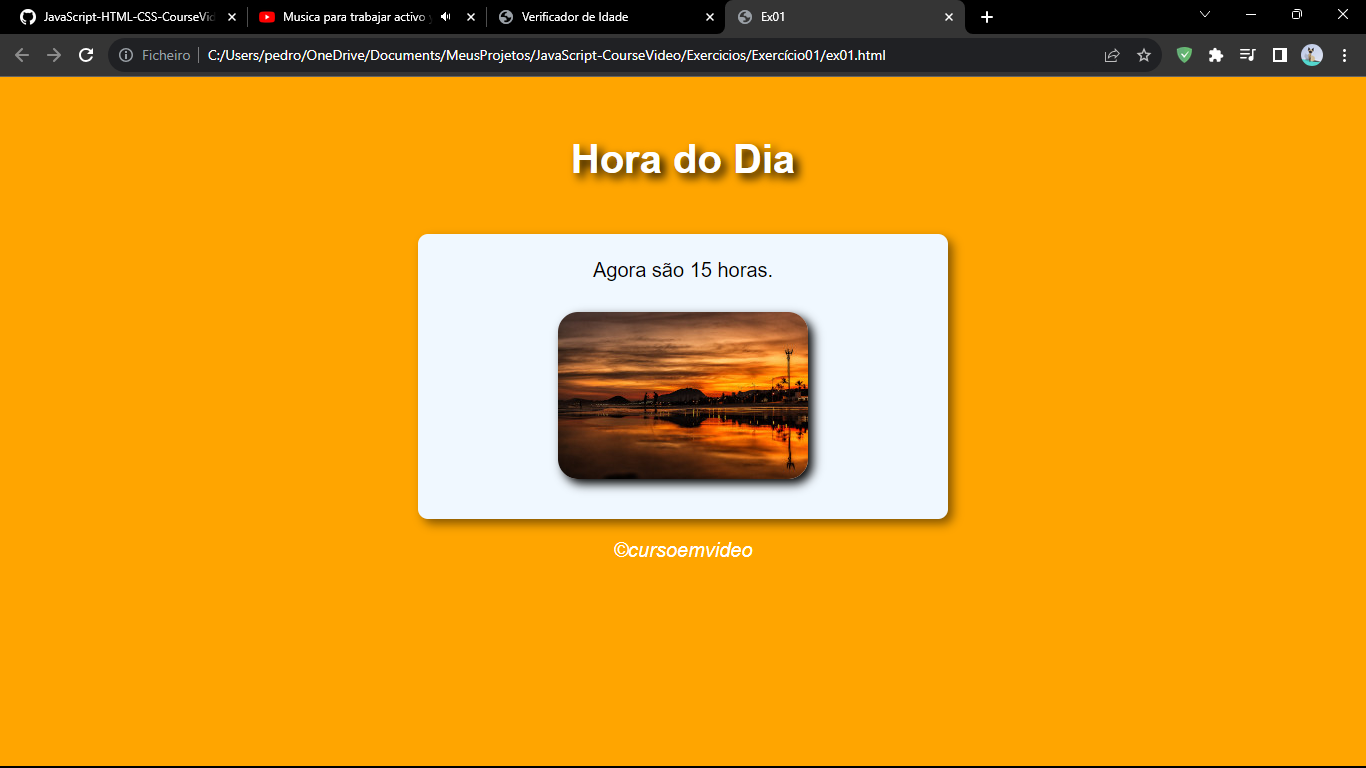 JavaScript-HTML-CSS-CourseVid
Musica para trabajar activo y
Verificador de Idade
Ex01
Ficheiro
C:/Users/pedro/OneDrive/Documents/MeusProjetos/JavaScript-CourseVideo/Exercicios/Exercício01/ex01.html
Hora do Dia
Agora são 15 horas.
©cursoemvideo